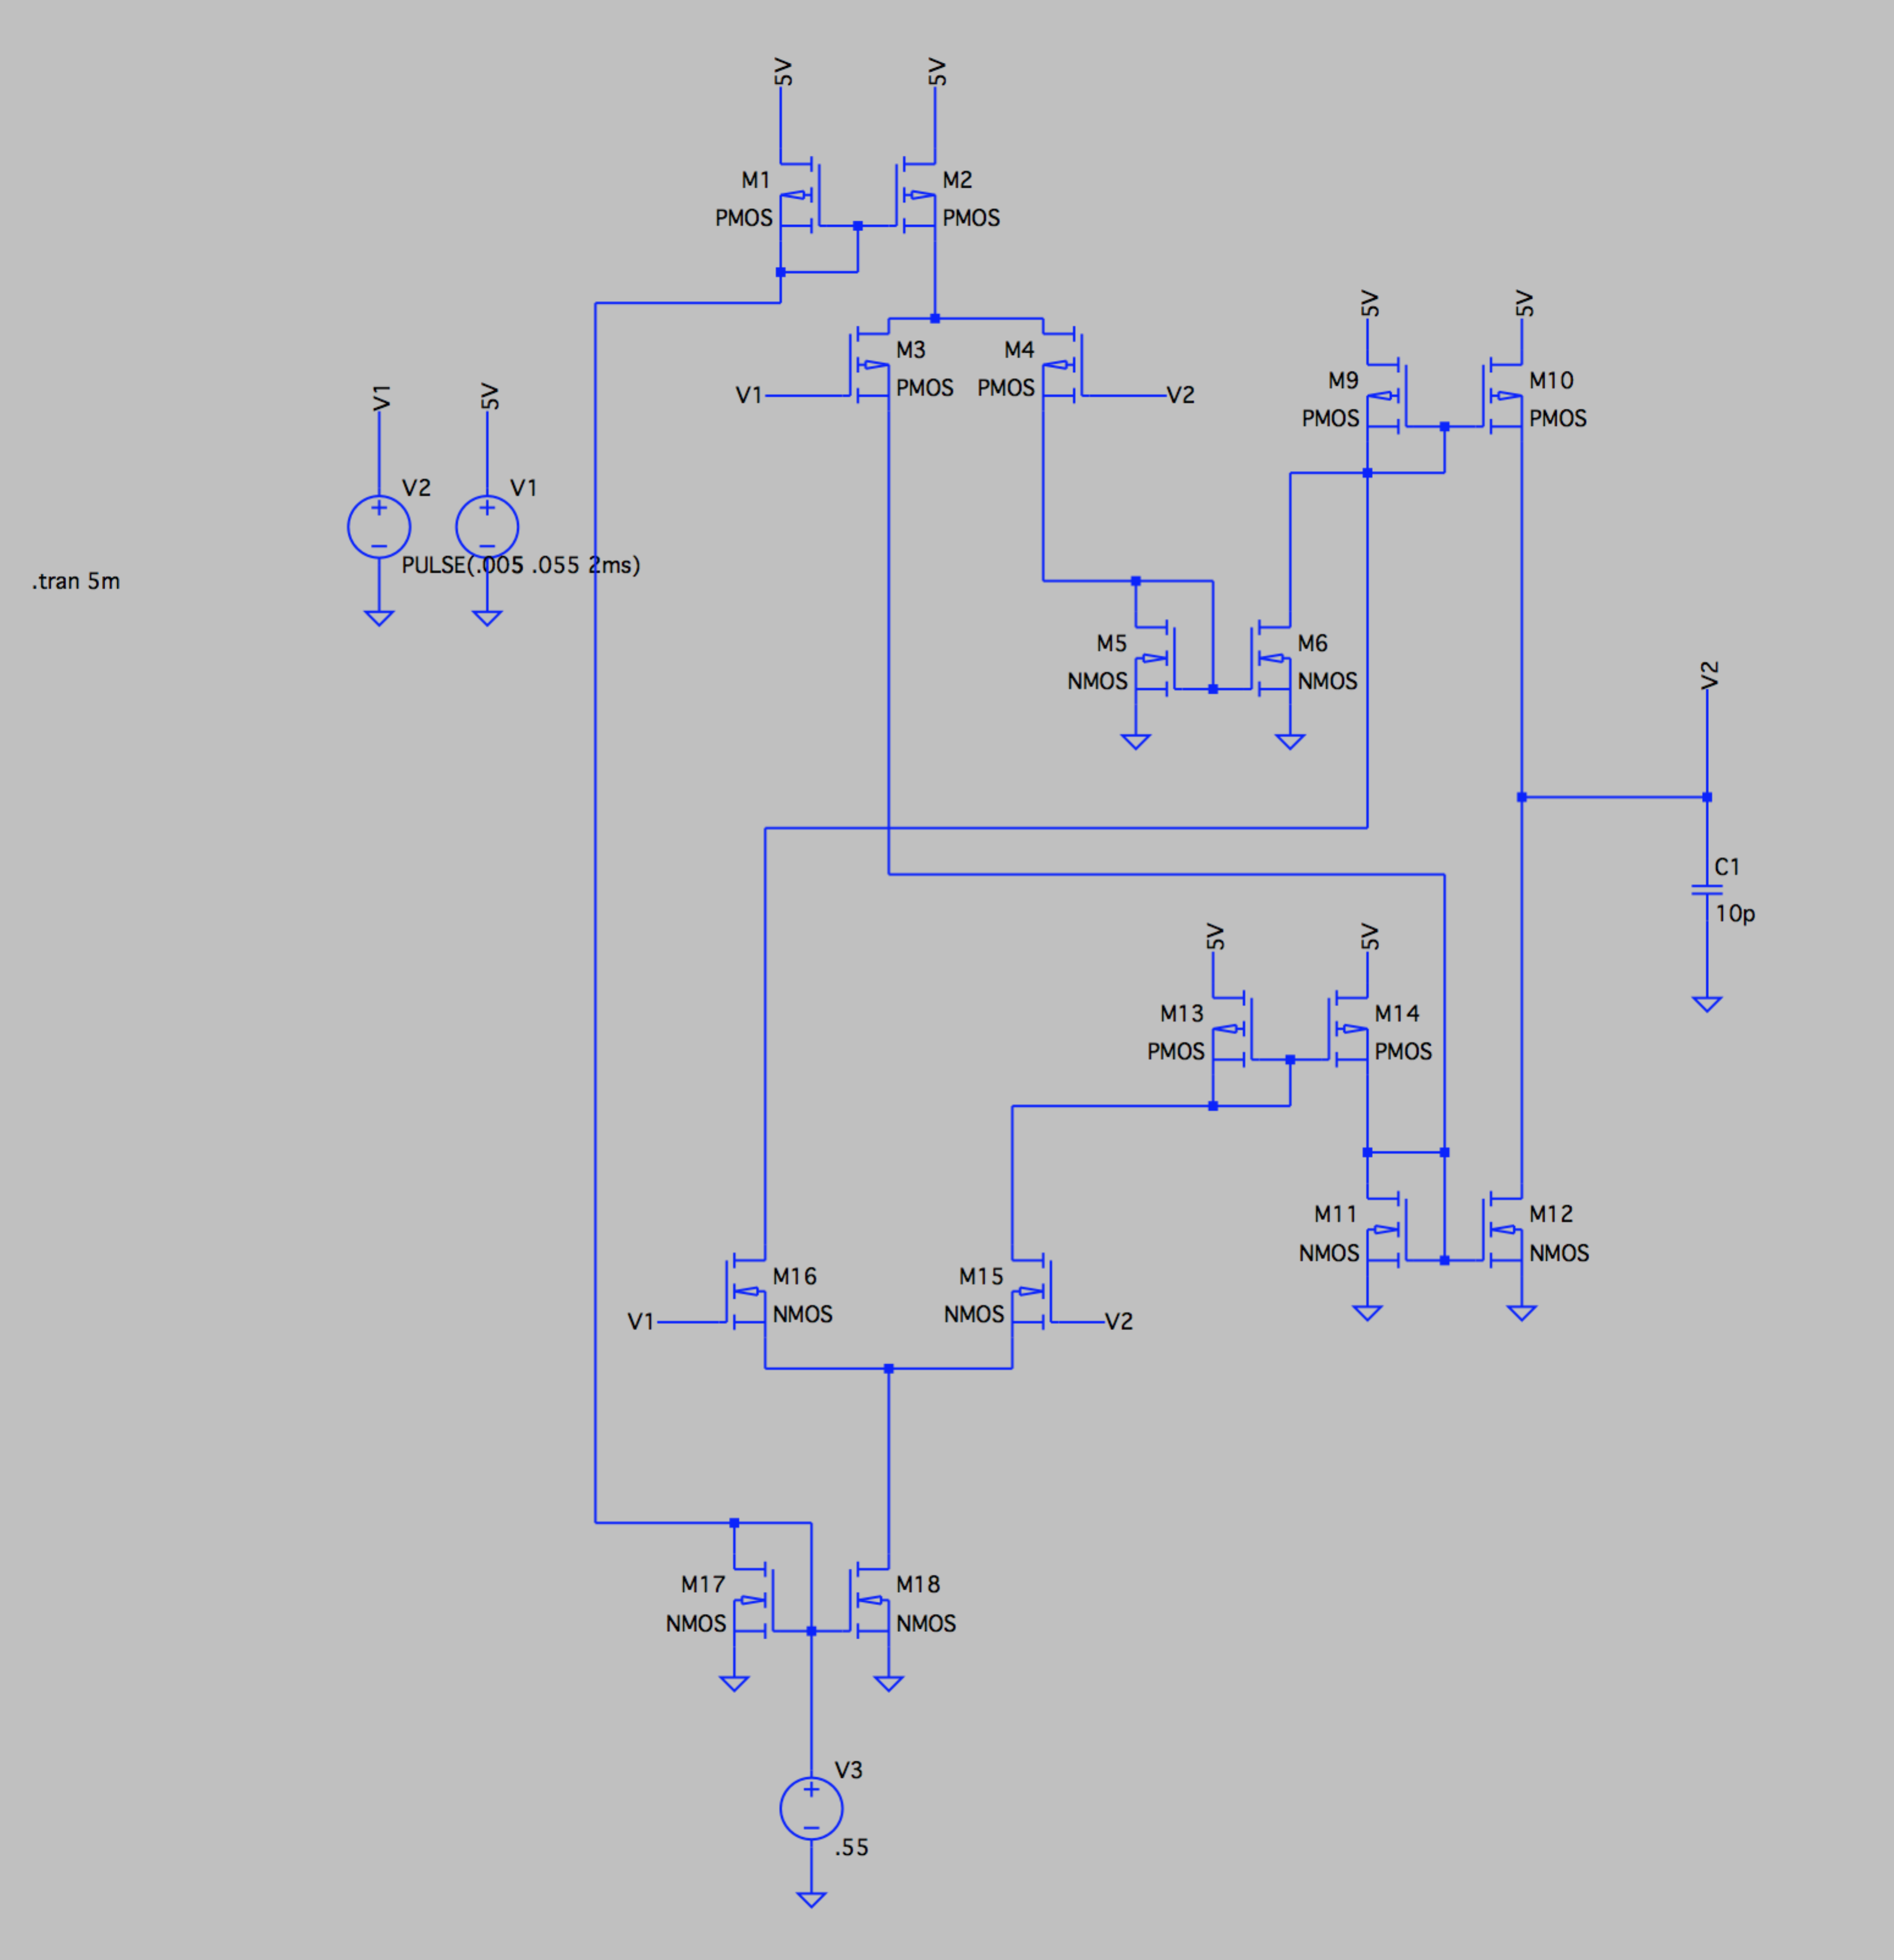 5V
5V
M1
PMOS
M2
PMOS
M3
PMOS
M4
PMOS
V1
V2
5V
5V
M9
PMOS
M10
PMOS
V1
5V
V2
V1
PULSE(.005 .055 2ms)
5
.tran 5m
M5
NMOS
M6
NMOS
V2
C1
10p
5V
5V
M13
PMOS
M14
PMOS
M11
NMOS
M12
NMOS
M16
NMOS
M15
NMOS
V1
V2
M17
NMOS
M18
NMOS
V3
.55